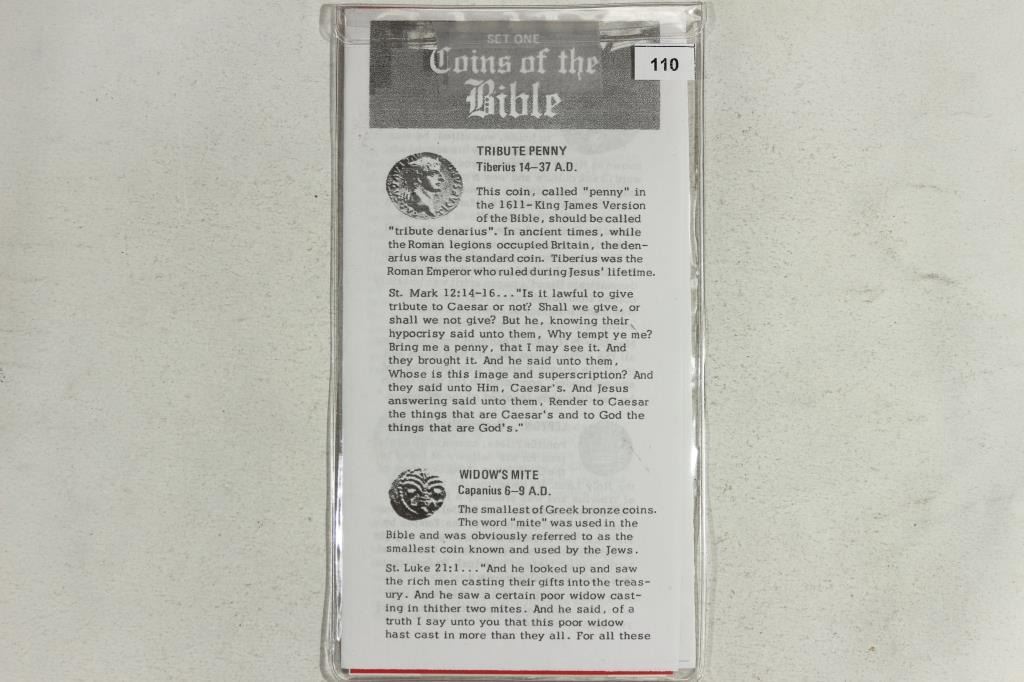 SET ONE
Coins of the
Bible
110
TRIBUTE PENNY
Tiberius 14–37 A.D.
This coin, called "penny" in
the 1611-King James Version
of the Bible, should be called
"tribute denarius". In ancient times, while
the Roman legions occupied Britain, the den-
arius was the standard coin. Tiberius was the
Roman Emperor who ruled during Jesus' lifetime.
St. Mark 12:14-16..."Is it lawful to give
tribute to Caesar or not? Shall we give, or
shall we not give? But he, knowing their
hypocrisy said unto them, Why tempt ye me?
Bring me a penny, that I may see it. And
they brought it. And he said unto them,
Whose is this image and superscription? And
they said unto Him, Caesar's. And Jesus
answering said unto them, Render to Caesar
the things that are Caesar's and to God the
things that are God's."
WIDOW'S MITE
Capanius 6–9 A.D.
The smallest of Greek bronze coins.
The word "mite" was used in the
Bible and was obviously referred to as the
smallest coin known and used by the Jews.
St. Luke 21:1..."And he looked up and saw
the rich men casting their gifts into the treas-
ury. And he saw a certain poor widow cast-
ing in thither two mites. And he said, of a
truth I say unto you that this poor widow
hast cast in more than they all. For all these